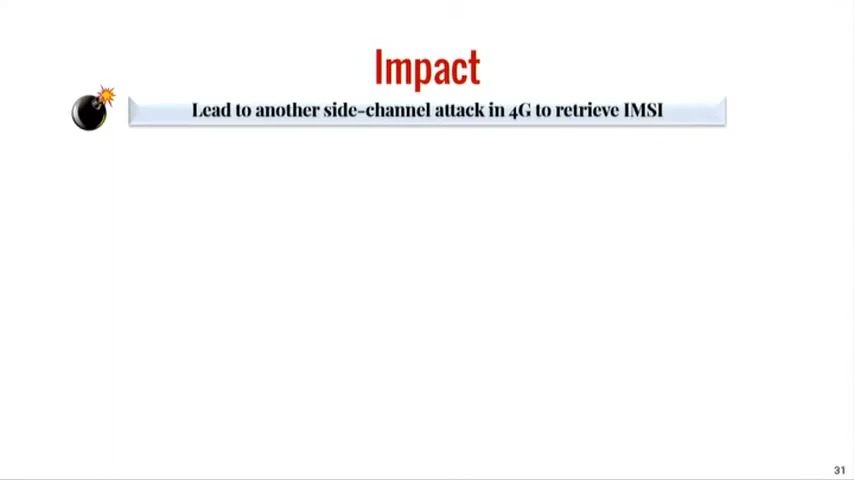 Impact
Lead to another side-channel attack in 4G to retrieve IMSI
31